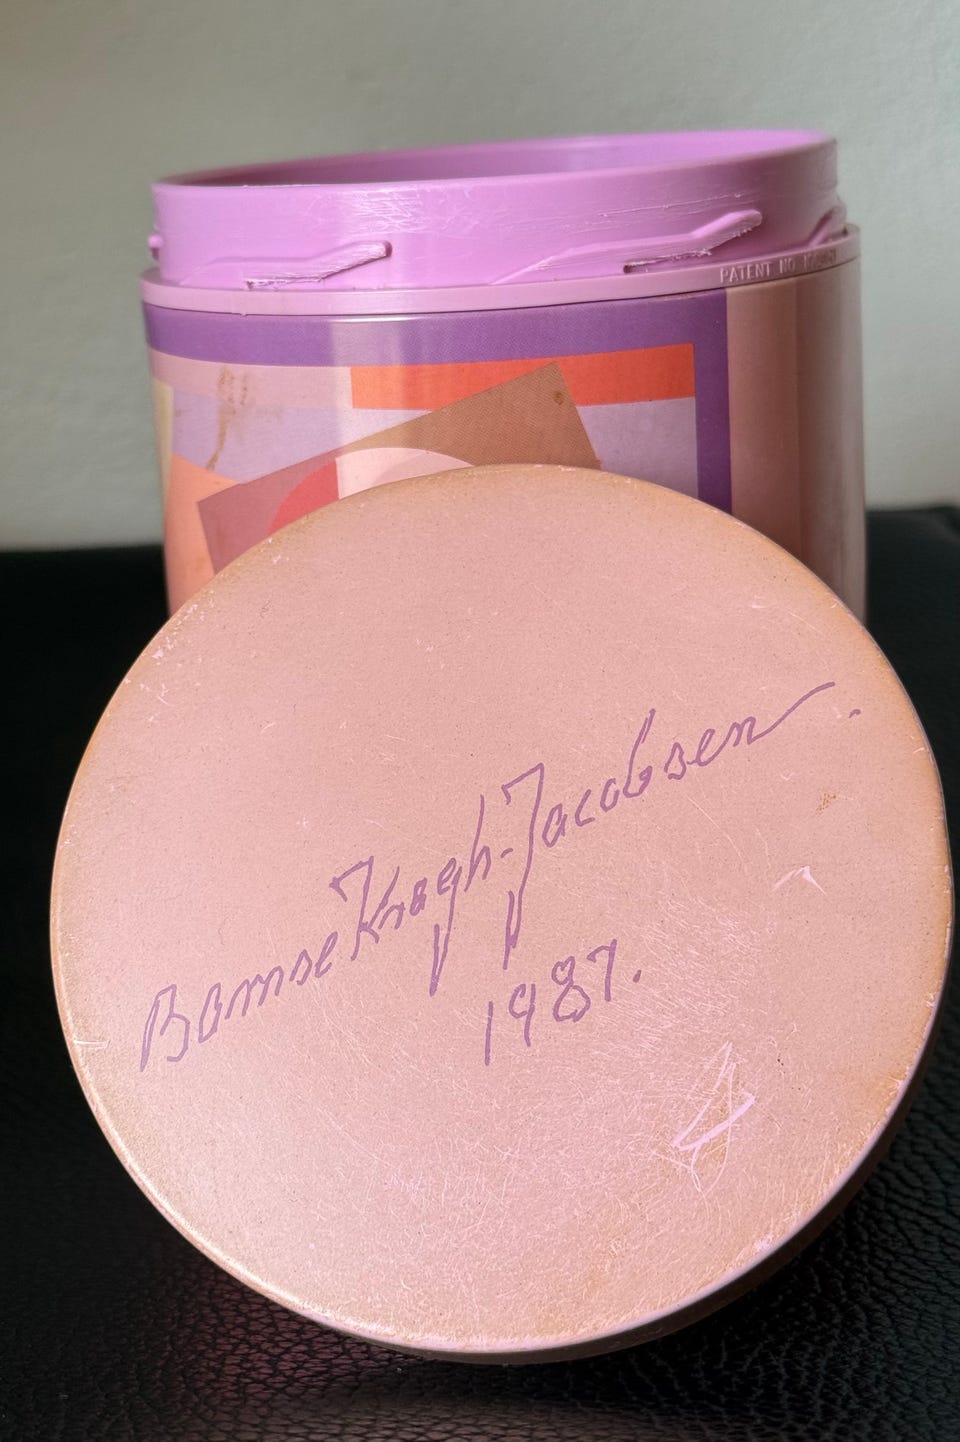 PATENT NO
Bamse Kragh-Jacobsen.
1987.